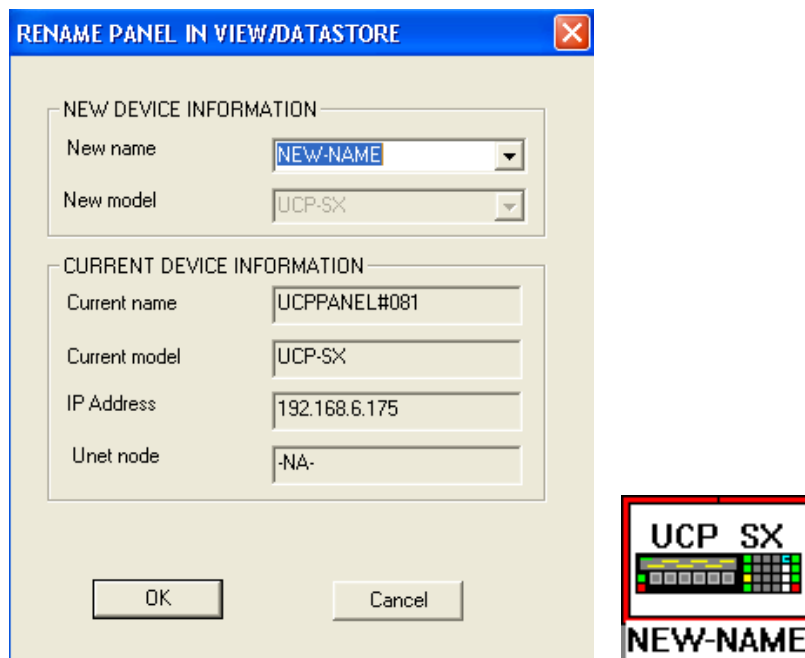 RENAME PANEL IN VIEW/DATASTORE
NEW DEVICE INFORMATION
New name NEW-NAME
New model UCP-SX
CURRENT DEVICE INFORMATION
Current name UCPPANEL#081
Current model UCP-SX
IP Address 192.168.6.175
Unet node -NA-
OK Cancel
UCP SX
NEW-NAME